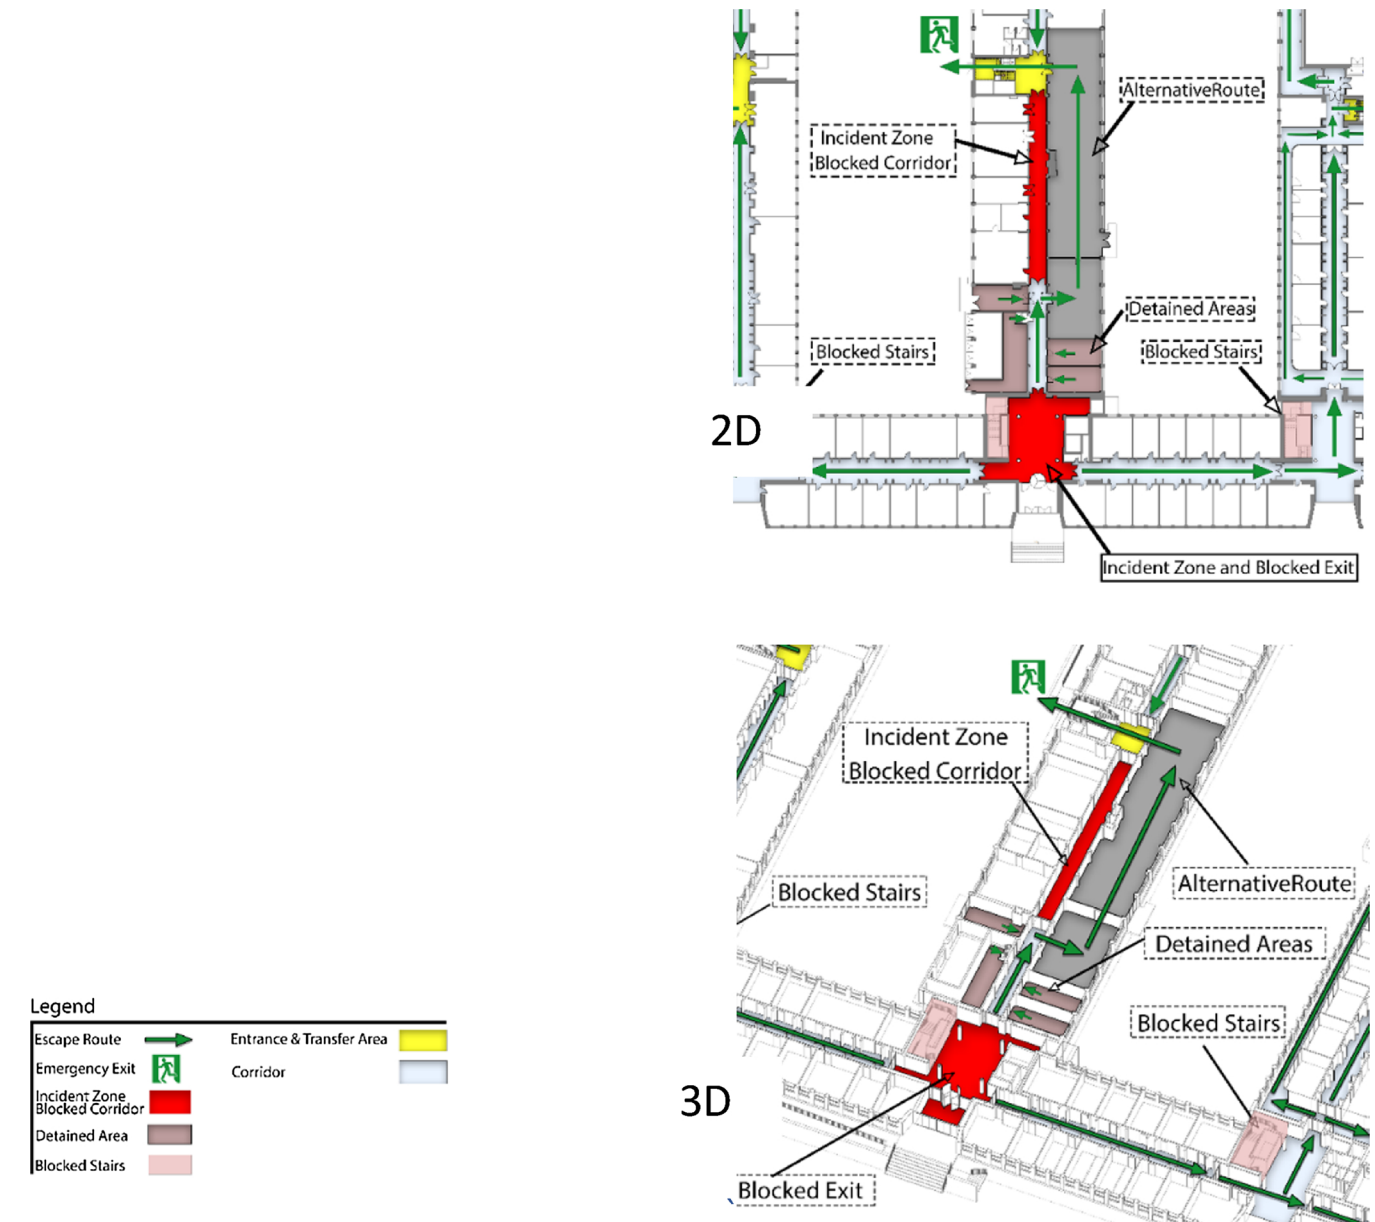 AlternativeRoute
Incident Zone
Blocked Corridor
Detained Areas
Blocked Stairs
Blocked Stairs
2D
Incident Zone and Blocked Exit
Incident Zone
Blocked Corridor
AlternativeRoute
Blocked Stairs
Detained Areas
Blocked Stairs
3D
Blocked Exit
Legend
Escape Route
Entrance & Transfer Area
Emergency Exit
Corridor
Incident Zone
Blocked Corridor
Detained Area
Blocked Stairs